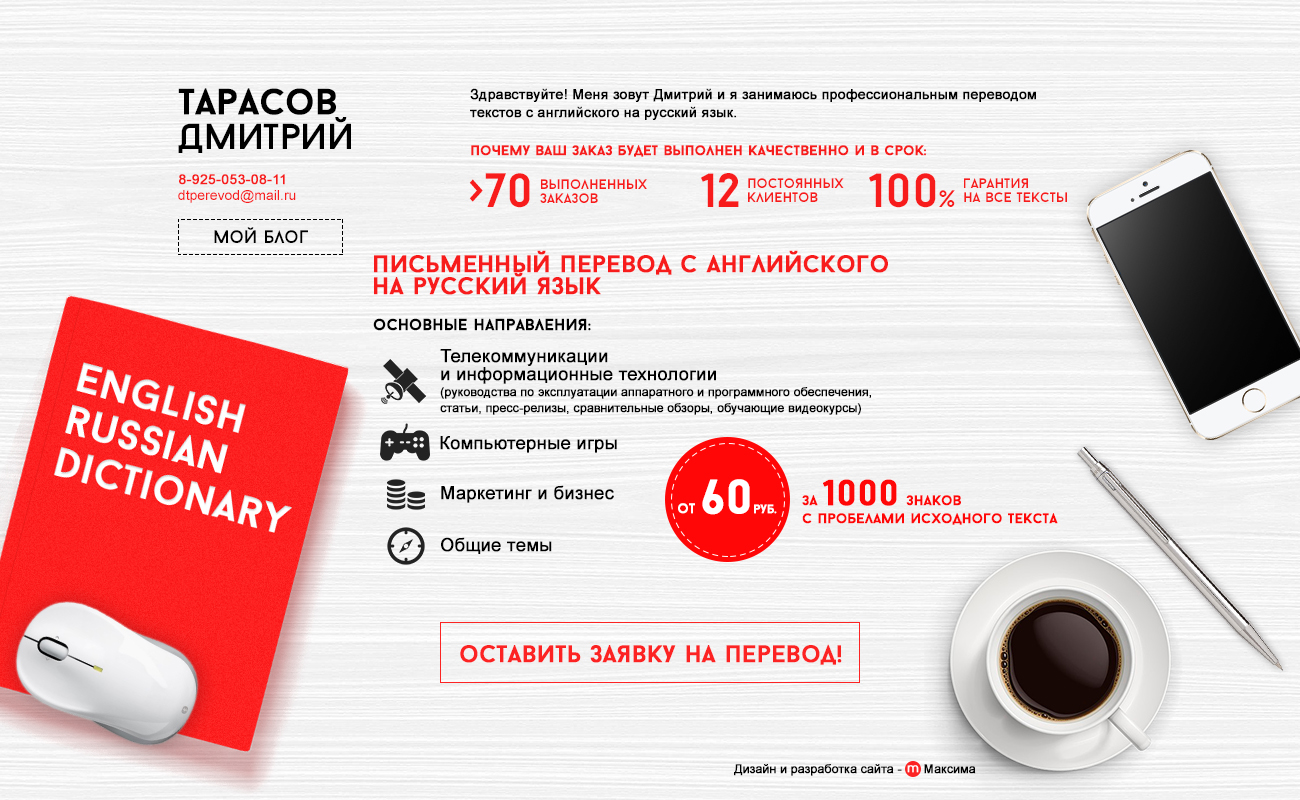 ТАРАСОВ
ДМИТРИЙ
8-925-053-08-11
dtperevod@mail.ru
МОЙ БЛОГ
Здравствуйте! Меня зовут Дмитрий и я занимаюсь профессиональным переводом
текстов с английского на русский язык.
ПОЧЕМУ ВАШ ЗАКАЗ БУДЕТ ВЫПОЛНЕН КАЧЕСТВЕННО И В СРОК:
>70 ВЫПОЛНЕННЫХ
ЗАКАЗОВ
12 ПОСТОЯННЫХ
КЛИЕНТОВ
100% ГАРАНТИЯ
НА ВСЕ ТЕКСТЫ
ПИСЬМЕННЫЙ ПЕРЕВОД С АНГЛИЙСКОГО
НА РУССКИЙ ЯЗЫК
ОСНОВНЫЕ НАПРАВЛЕНИЯ:
Телекоммуникации
и информационные технологии
(руководства по эксплуатации аппаратного и программного обеспечения,
статьи, пресс-релизы, сравнительные обзоры, обучающие видеокурсы)
Компьютерные игры
Маркетинг и бизнес
Общие темы
ОТ 60 РУБ.
ЗА 1000 ЗНАКОВ
С ПРОБЕЛАМИ ИСХОДНОГО ТЕКСТА
ENGLISH
RUSSIAN
DICTIONARY
ОСТАВИТЬ ЗАЯВКУ НА ПЕРЕВОД!
Дизайн и разработка сайта - m Максима